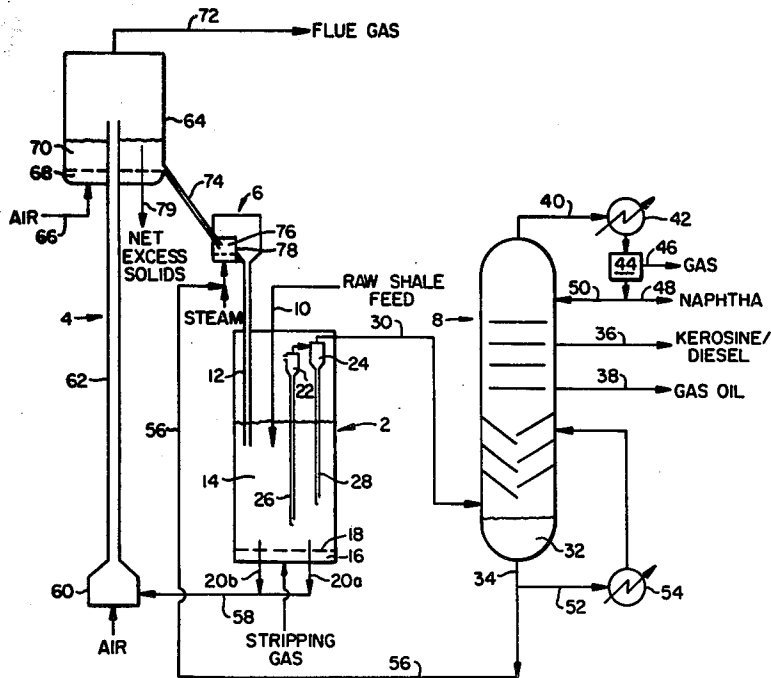 72
FLUE GAS
64
70
68
74
6
AIR
66
79
76
78
NET
EXCESS
SOLIDS
40
42
44
46
GAS
RAW SHALE
FEED
STEAM
10
30
8
50
48
NAPHTHA
4
36
KEROSINE/
DIESEL
12
24
22
38
GAS OIL
62
56
2
14
26
28
18
16
32
20b
20a
34
60
58
52
54
STRIPPING
GAS
AIR
56